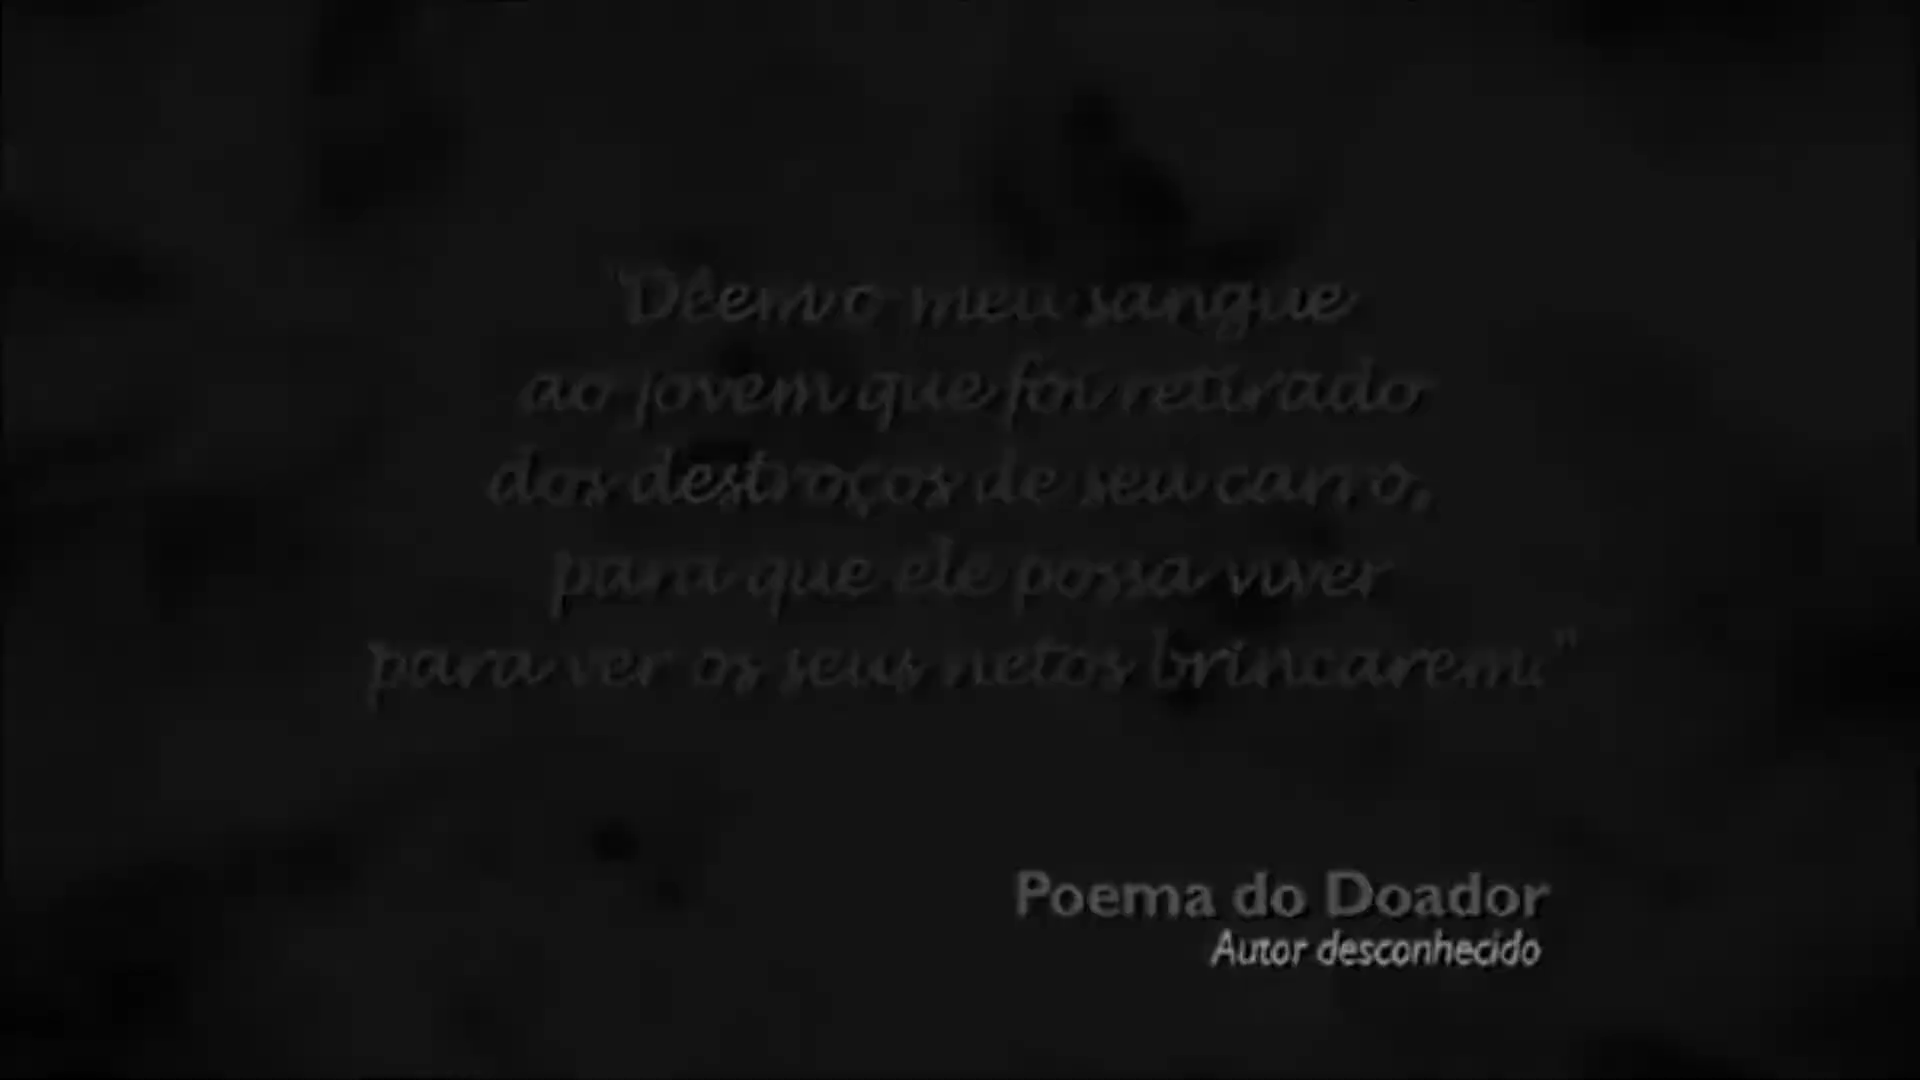 "Dêem o meu sangue
ao jovem que foi retirado
dos destroços de seu carro,
para que ele possa viver
para ver os seus netos brincarem."
Poema do Doador
Autor desconhecido